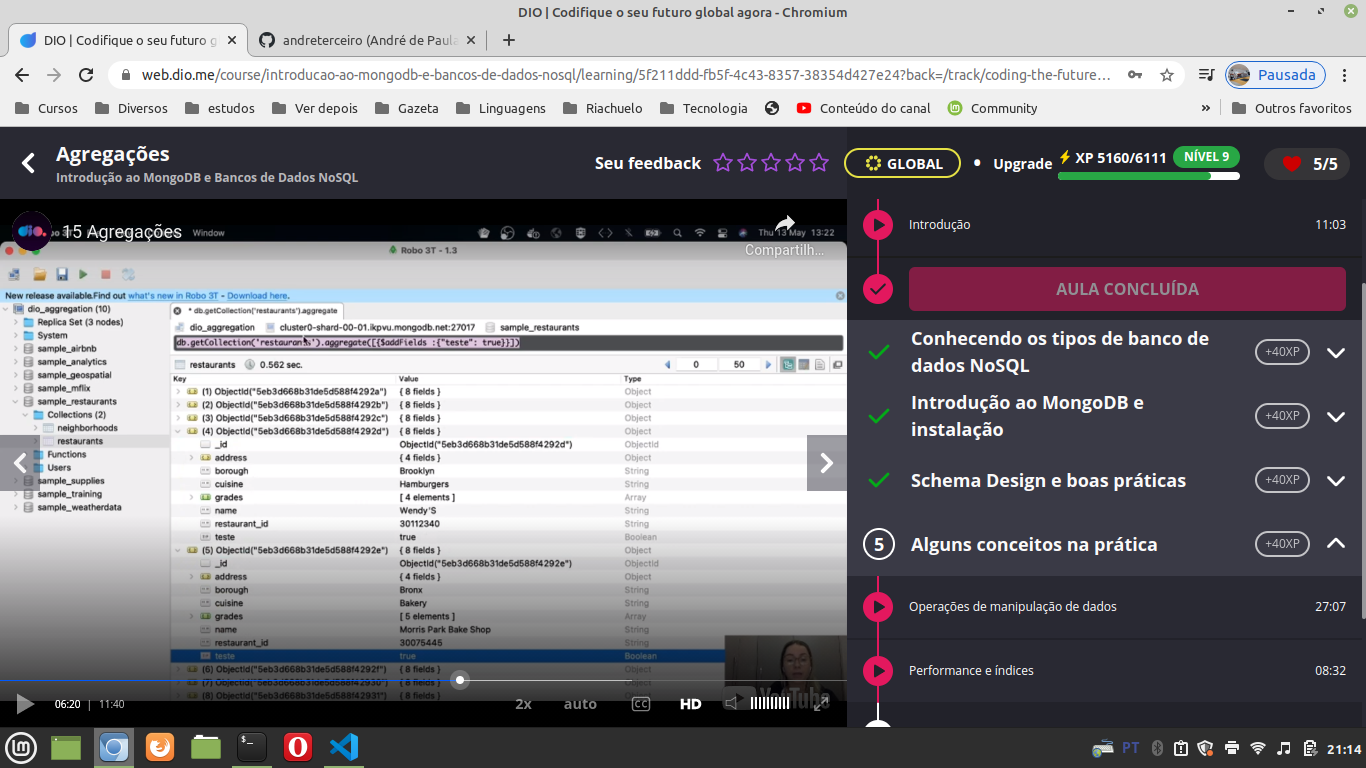 DIO | Codifique o seu futuro global agora - Chromium
DIO | Codifique o seu futuro g
andreterceiro (André de Paula
web.dio.me/course/introducao-ao-mongodb-e-bancos-de-dados-nosql/learning/5f211ddd-fb5f-4c43-8357-38354d427e24?back=/track/coding-the-future…
Pausada
Cursos Diversos estudos Ver depois Gazeta Linguagens Riachuelo Tecnologia Conteúdo do canal Community » Outros favoritos
Agregações
Introdução ao MongoDB e Bancos de Dados NoSQL
Seu feedback
GLOBAL
• Upgrade
XP 5160/6111
NÍVEL 9
5/5
15 Agregações
Window
Thu 13 May 13:22
Compartilh...
Robo 3T - 1.3
New release available.Find out what's new in Robo 3T - Download here.
dio_aggregation (10)
Replica Set (3 nodes)
System
sample_airbnb
sample_analytics
sample_geospatial
sample_mflix
sample_restaurants
Collections (2)
neighborhoods
restaurants
Functions
Users
sample_supplies
sample_training
sample_weatherdata
* db.getCollection('restaurants').aggregate
dio_aggregation cluster0-shard-00-01.ikpvu.mongodb.net:27017 sample_restaurants
db.getCollection('restaurants').aggregate([{$addFields :{"teste": true}}])
restaurants 0.562 sec. 0 50
Key Value Type
(1) ObjectId("5eb3d668b31de5d588f4292a") { 8 fields } Object
(2) ObjectId("5eb3d668b31de5d588f4292b") { 8 fields } Object
(3) ObjectId("5eb3d668b31de5d588f4292c") { 8 fields } Object
(4) ObjectId("5eb3d668b31de5d588f4292d") { 8 fields } Object
_id ObjectId("5eb3d668b31de5d588f4292d") ObjectId
address { 4 fields } Object
borough Brooklyn String
cuisine Hamburgers String
grades [ 4 elements ] Array
name Wendy'S String
restaurant_id 30112340 String
teste true Boolean
(5) ObjectId("5eb3d668b31de5d588f4292e") { 8 fields } Object
_id ObjectId("5eb3d668b31de5d588f4292e") ObjectId
address { 4 fields } Object
borough Bronx String
cuisine Bakery String
grades [ 5 elements ] Array
name Morris Park Bake Shop String
restaurant_id 30075445 String
teste true Boolean
(6) ObjectId("5eb3d668b31de5d588f4292f") { 8 fields }
(7) ObjectId("5eb3d668b31de5d588f42930") { 8 fields }
(8) ObjectId("5eb3d668b31de5d588f42931") { 8 fields }
YouTube
06:20 | 11:40
2x auto CC HD
Introdução 11:03
AULA CONCLUÍDA
Conhecendo os tipos de banco de
dados NoSQL
+40XP
Introdução ao MongoDB e
instalação
+40XP
Schema Design e boas práticas
+40XP
5 Alguns conceitos na prática
+40XP
Operações de manipulação de dados 27:07
Performance e índices 08:32
PT
21:14